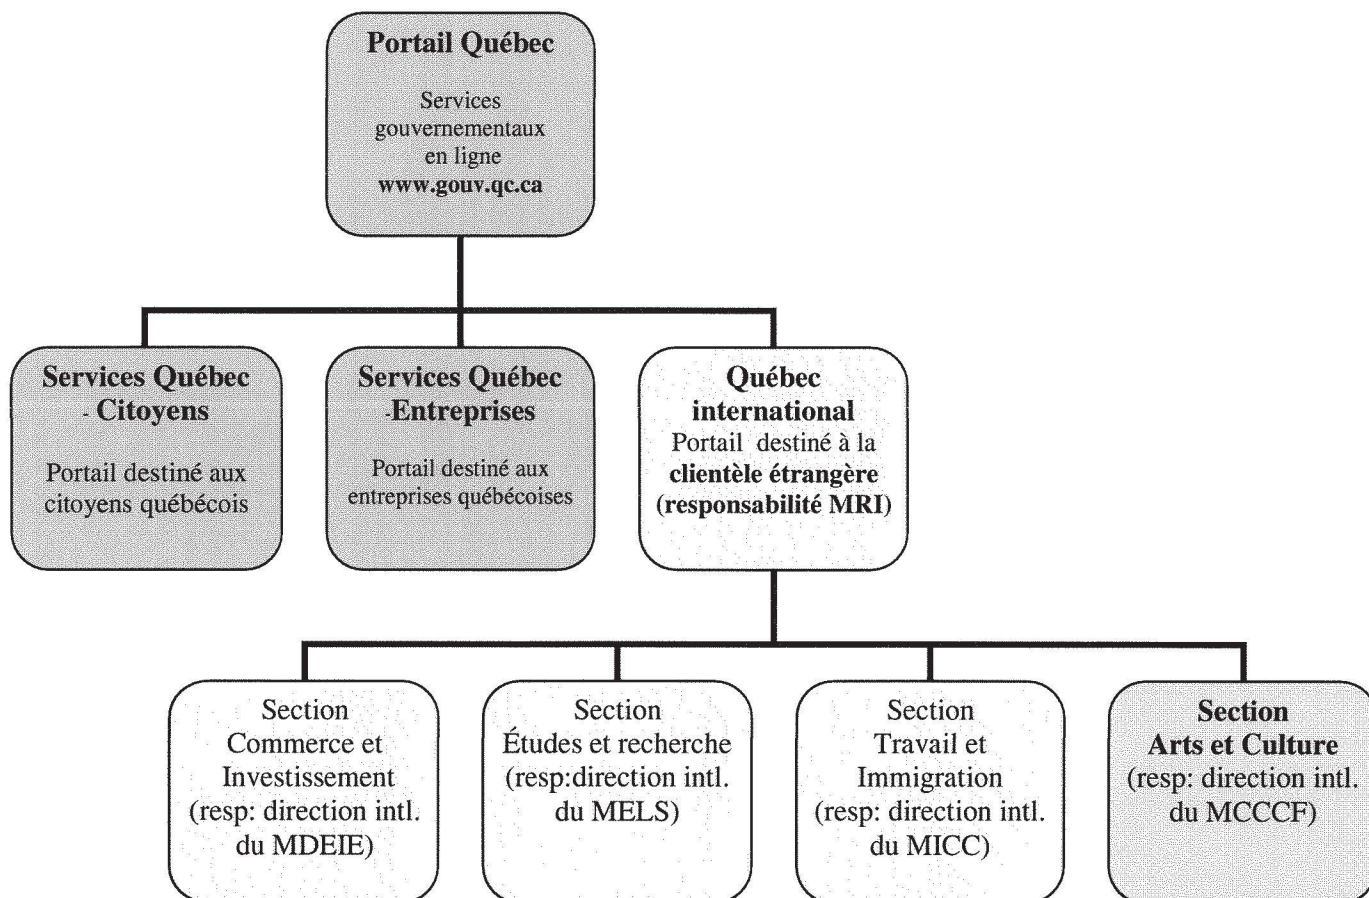 Portail Québec
Services
gouvernementaux
en ligne
www.gouv.qc.ca
Services Québec
- Citoyens
Portail destiné aux
citoyens québécois
Services Québec
-Entreprises
Portail destiné aux
entreprises québécoises
Québec
international
Portail destiné à la
clientèle étrangère
(responsabilité MRI)
Section
Commerce et
Investissement
(resp: direction intl.
du MDEIE)
Section
Études et recherche
(resp:direction intl.
du MELS)
Section
Travail et
Immigration
(resp: direction intl.
du MICC)
Section
Arts et Culture
(resp: direction intl.
du MCCCF)